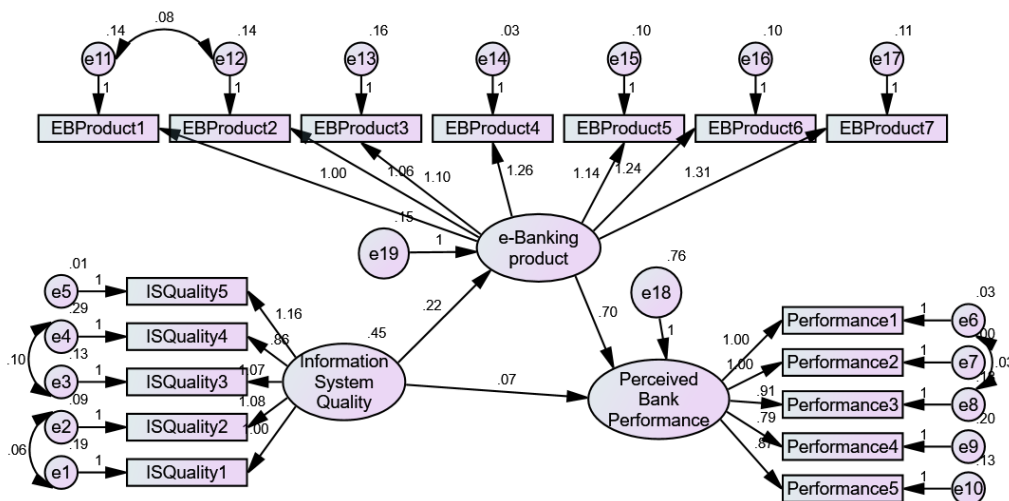 .14 .08 .14 .16 .03 .10 .10 .11
e11 e12 e13 e14 e15 e16 e17
1 1 1 1 1 1 1
EBProduct1 EBProduct2 EBProduct3 EBProduct4 EBProduct5 EBProduct6 EBProduct7
1.00 1.06 1.10 1.26 1.14 1.24 1.31
.15
e19 1
e-Banking
product
.76
e18
1
.22
.70
.07
.45
Information
System
Quality
Perceived
Bank
Performance
.01
e5 1 ISQuality5 1.16
.29
e4 1 ISQuality4 .86
.10
.13
e3 1 ISQuality3 1.07
.09
e2 1 ISQuality2 1.08
.06
.19
e1 1 ISQuality1 .00
.03
1.00 Performance1 1 e6
.00
1.00 Performance2 1 e7
.03
.91 Performance3 1 e8
.20
.79 Performance4 1 e9
.13
Performance5 1 e10